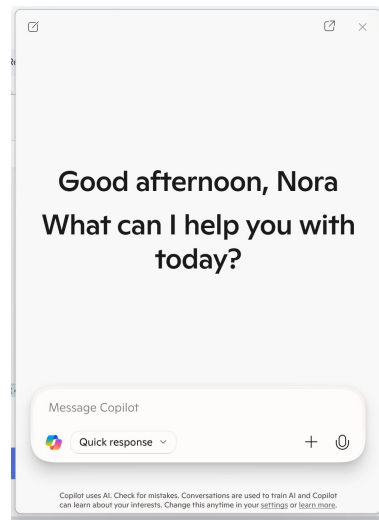 Good afternoon, Nora
What can I help you with
today?
Message Copilot
Quick response
Copilot uses AI. Check for mistakes. Conversations are used to train AI and Copilot
can learn about your interests. Change this anytime in your settings or learn more.